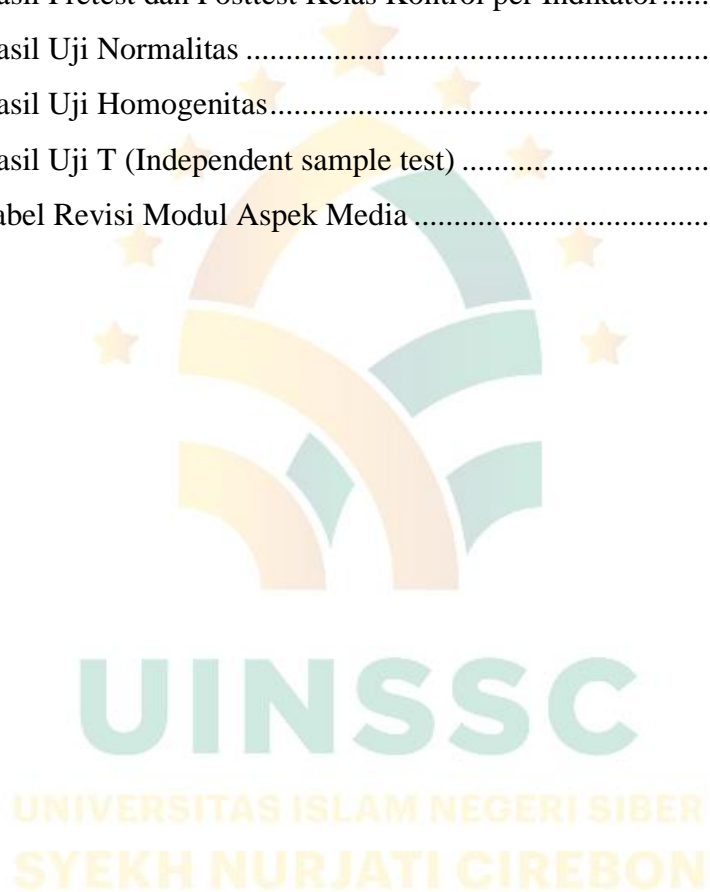 asil Pretest dan Posttest Kelas Kontrol per Indikator......
asil Uji Normalitas ......................................................
asil Uji Homogenitas...................................................
asil Uji T (Independent sample test) .............................
abel Revisi Modul Aspek Media ...................................
UINSSC
UNIVERSITAS ISLAM NEGERI SIBER
SYEKH NURJATI CIREBON